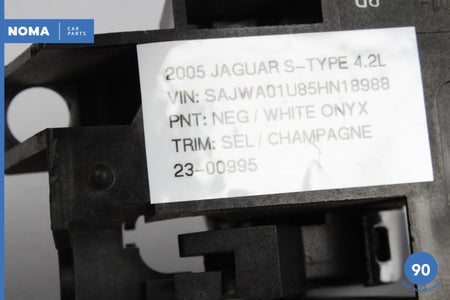 NOMA CAR PARTS
2005 JAGUAR S-TYPE 4.2L
VIN: SAJWA01U85HN18988
PNT: NEG / WHITE ONYX
TRIM: SEL / CHAMPAGNE
23-00995
90